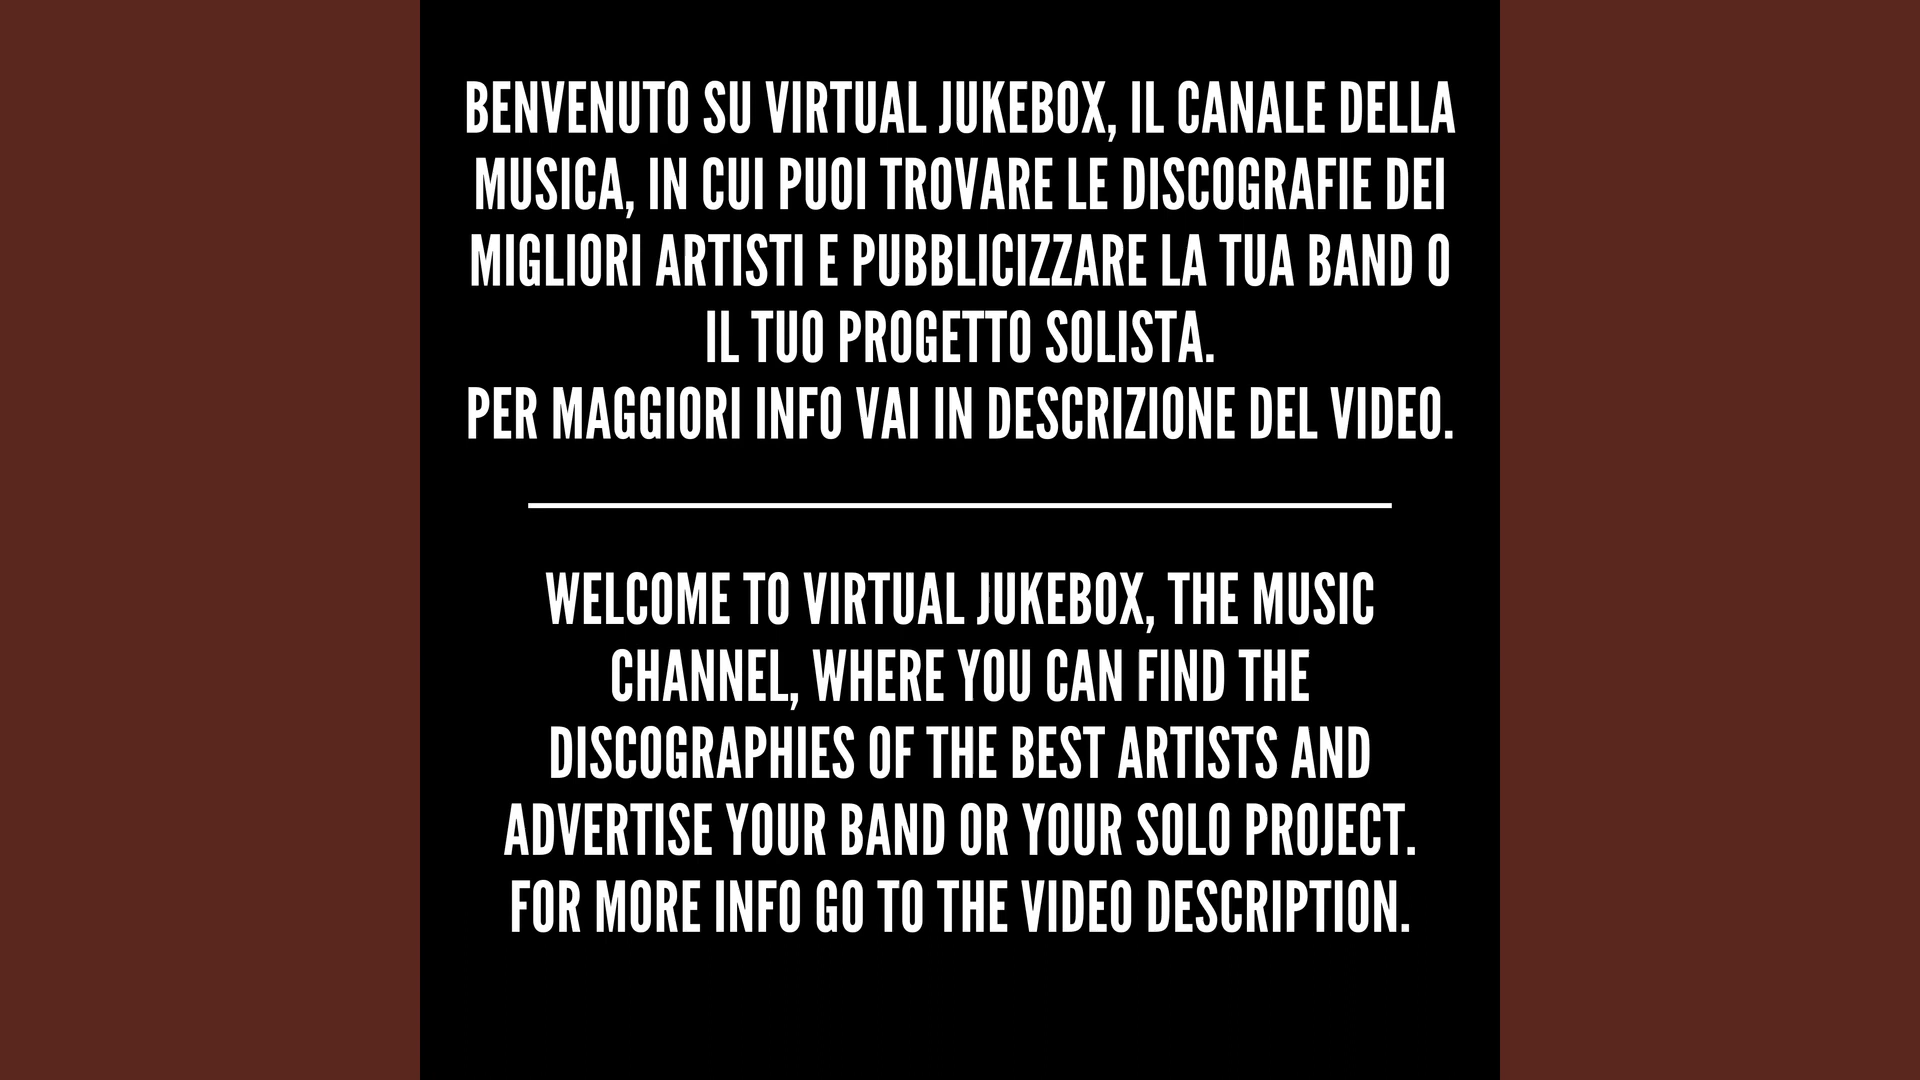 BENVENUTO SU VIRTUAL JUKEBOX, IL CANALE DELLA
MUSICA, IN CUI PUOI TROVARE LE DISCOGRAFIE DEI
MIGLIORI ARTISTI E PUBBLICIZZARE LA TUA BAND O
IL TUO PROGETTO SOLISTA.
PER MAGGIORI INFO VAI IN DESCRIZIONE DEL VIDEO.
WELCOME TO VIRTUAL JUKEBOX, THE MUSIC
CHANNEL, WHERE YOU CAN FIND THE
DISCOGRAPHIES OF THE BEST ARTISTS AND
ADVERTISE YOUR BAND OR YOUR SOLO PROJECT.
FOR MORE INFO GO TO THE VIDEO DESCRIPTION.